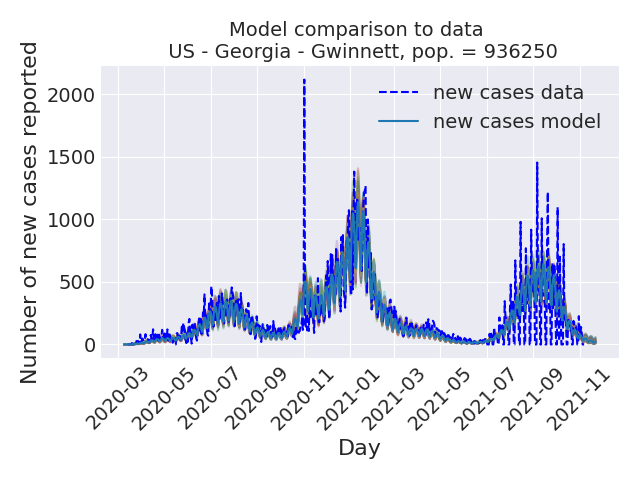 Model comparison to data
US - Georgia - Gwinnett, pop. = 936250
Number of new cases reported
2000
1500
1000
500
0
new cases data
new cases model
2020-03
2020-05
2020-07
2020-09
2020-11
2021-01
2021-03
2021-05
2021-07
2021-09
2021-11
Day